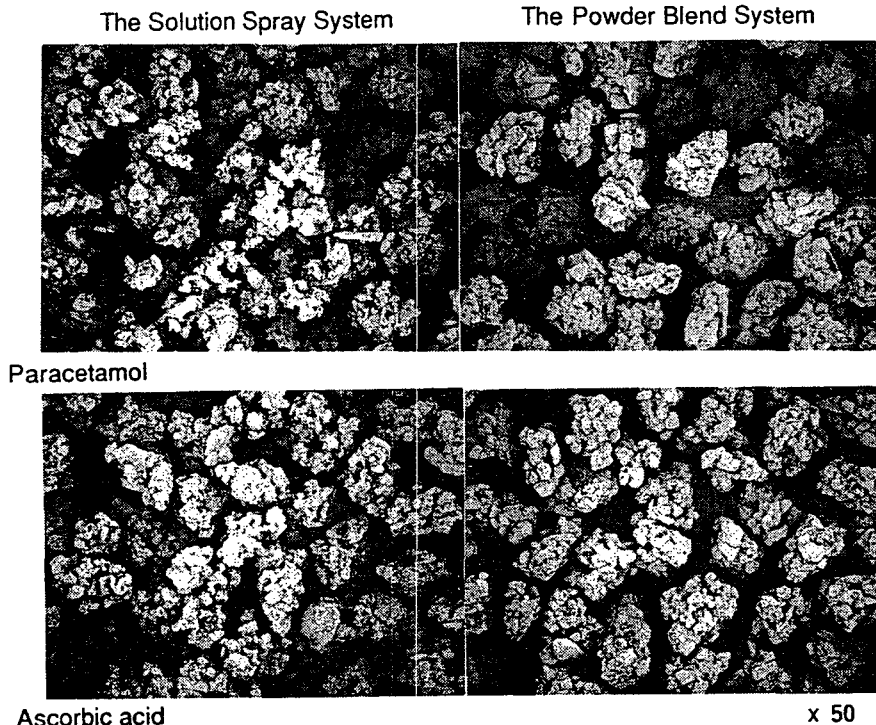 The Solution Spray System
The Powder Blend System
Paracetamol
Ascorbic acid
x 50